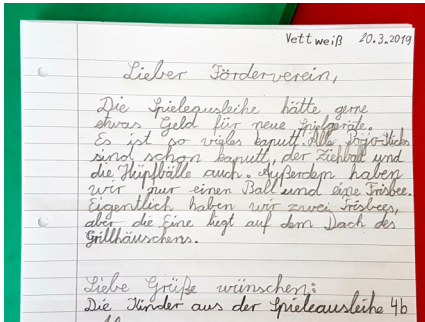 Vettweiß 20.3.2019
Lieber Förderverein,
Die Spieleausleihe hätte gerne
etwas Geld für neue Spielgeräte.
Es ist so vieles kaputt. Alle Pogo-Sticks
sind schon kaputt, der Ziehball und
die Hüpfbälle auch. Außerdem haben
wir nur einen Ball und eine Frisbee.
Eigentlich haben wir zwei Frisbees,
aber die Eine liegt auf dem Dach des
Grillhäuschens.
Liebe Grüße wünschen:
Die Kinder aus der Spieleausleihe 4b